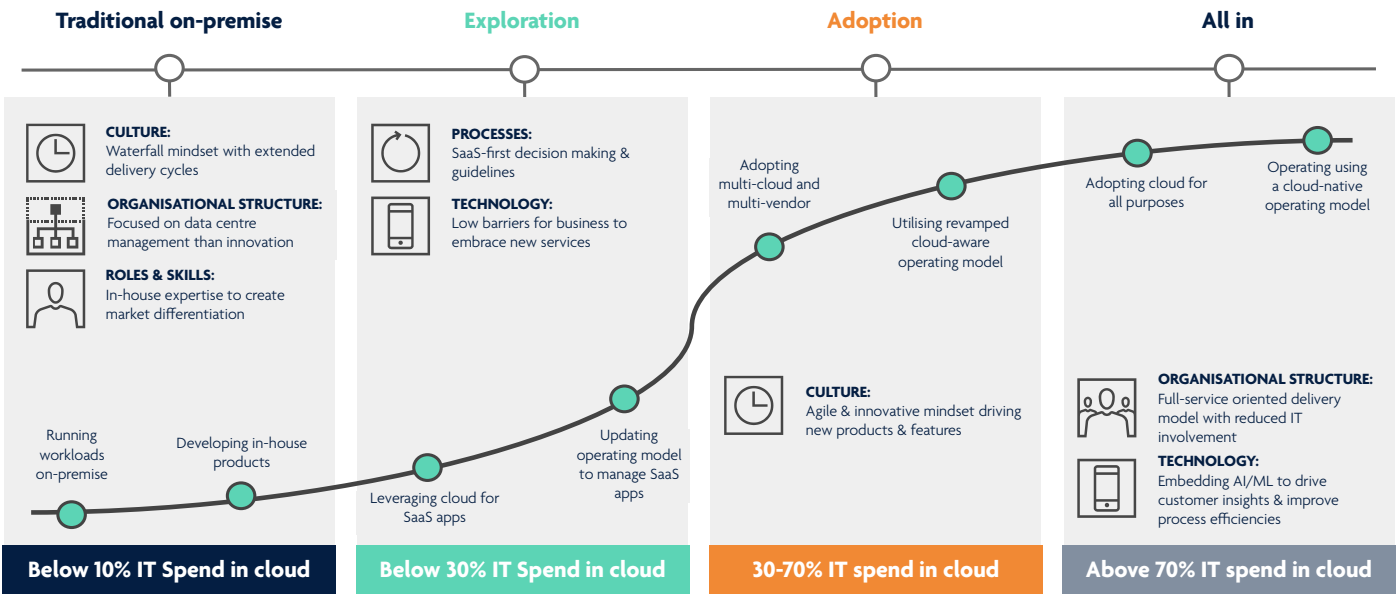 Traditional on-premise
Exploration
Adoption
All in
CULTURE:
Waterfall mindset with extended
delivery cycles
ORGANISATIONAL STRUCTURE:
Focused on data centre
management than innovation
ROLES & SKILLS:
In-house expertise to create
market differentiation
Running
workloads
on-premise
Developing in-house
products
PROCESSES:
SaaS-first decision making &
guidelines
TECHNOLOGY:
Low barriers for business to
embrace new services
Leveraging cloud for
SaaS apps
Updating
operating model
to manage SaaS
apps
Adopting
multi-cloud and
multi-vendor
Utilising revamped
cloud-aware
operating model
CULTURE:
Agile & innovative mindset driving
new products & features
Adopting cloud for
all purposes
Operating using
a cloud-native
operating model
ORGANISATIONAL STRUCTURE:
Full-service oriented delivery
model with reduced IT
involvement
TECHNOLOGY:
Embedding AI/ML to drive
customer insights & improve
process efficiencies
Below 10% IT Spend in cloud
Below 30% IT Spend in cloud
30-70% IT spend in cloud
Above 70% IT spend in cloud